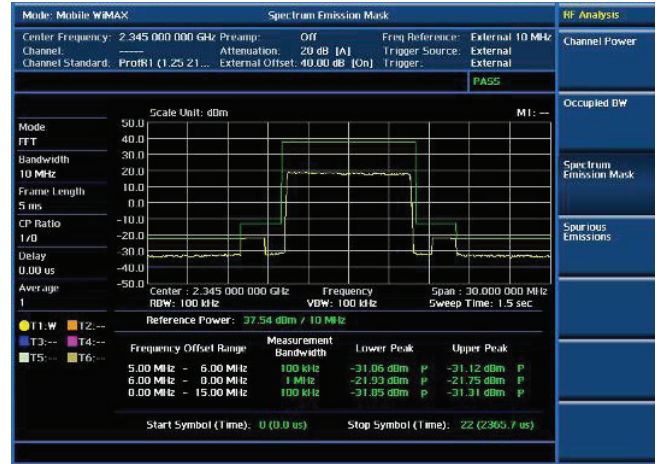 Mode: Mobile WiMAX Spectrum Emission Mask RF Analysis
Center Frequency: 2.345 000 000 GHz Preamp: Off Freq Reference: External 10 MHz
Channel: ----- Attenuation: 20 dB [A] Trigger Source: External
Channel Standard: ProfR1 (1.25 21... External Offset: 40.00 dB [On] Trigger: External
PASS
Channel Power
Occupied BW
Spectrum
Emission Mask
Spurious
Emissions
Mode
FFT
Bandwidth
10 MHz
Frame Length
5 ms
CP Ratio
1/8
Delay
0.00 us
Average
1
T1:W T2:--
T3:-- T4:--
T5:-- T6:--
Scale Unit: dBm M1: --
50.0
40.0
30.0
20.0
10.0
0.0
-10.0
-20.0
-30.0
-40.0
-50.0
Center : 2.345 000 000 GHz Frequency Span : 30.000 000 MHz
RBW: 100 kHz VBW: 100 kHz Sweep Time: 1.5 sec
Reference Power: 37.54 dBm / 10 MHz
Frequency Offset Range Measurement Bandwidth Lower Peak Upper Peak
5.00 MHz - 6.00 MHz 100 kHz -31.06 dBm P -31.12 dBm P
6.00 MHz - 8.00 MHz 1 MHz -21.93 dBm P -21.75 dBm P
8.00 MHz - 15.00 MHz 100 kHz -31.85 dBm P -31.31 dBm P
Start Symbol (Time): 0 (0.0 us) Stop Symbol (Time): 22 (2365.7 us)